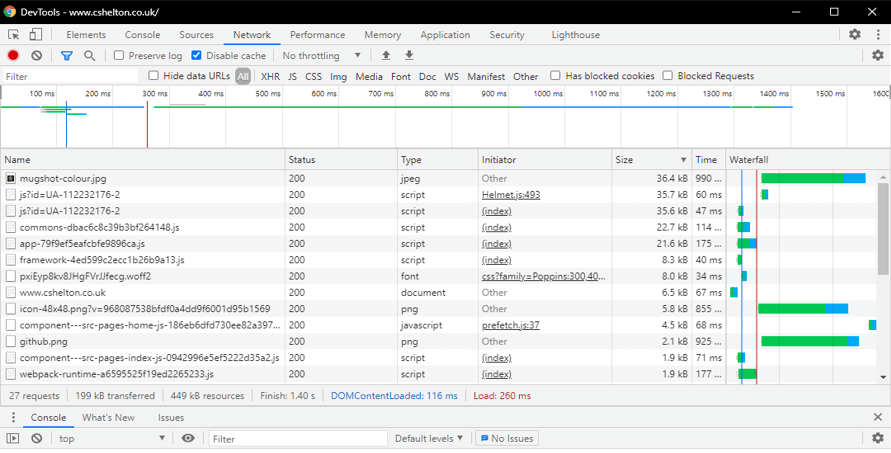 DevTools - www.cshelton.co.uk/
Elements Console Sources Network Performance Memory Application Security Lighthouse
Preserve log Disable cache No throttling
Filter Hide data URLs All XHR JS CSS Img Media Font Doc WS Manifest Other Has blocked cookies Blocked Requests
100 ms 200 ms 300 ms 400 ms 500 ms 600 ms 700 ms 800 ms 900 ms 1000 ms 1100 ms 1200 ms 1300 ms 1400 ms 1500 ms 1600 ms
Name Status Type Initiator Size Time Waterfall
mugshot-colour.jpg 200 jpeg Other 36.4 kB 990 ...
js?id=UA-112232176-2 200 script Helmet.js:493 35.7 kB 60 ms
js?id=UA-112232176-2 200 script (index) 35.6 kB 47 ms
commons-dbac6c8c39b3bf264148.js 200 script (index) 22.7 kB 114 ...
app-79f9ef5eafcbfe9896ca.js 200 script (index) 21.6 kB 175 ...
framework-4ed599c2ecc1b26b9a13.js 200 script (index) 8.3 kB 40 ms
pxiEyp8kv8JHgFVrJJfecg.woff2 200 font css?family=Poppins:300,40... 8.0 kB 34 ms
www.cshelton.co.uk 200 document Other 6.5 kB 67 ms
icon-48x48.png?v=968087538bfdf0a4dd9f6001d95b1569 200 png Other 5.8 kB 855 ...
component---src-pages-home-js-186eb6dfd730ee82a397... 200 javascript prefetch.js:37 4.5 kB 68 ms
github.png 200 png Other 2.1 kB 925 ...
component---src-pages-index-js-0942996e5ef5222d35a2.js 200 script (index) 1.9 kB 71 ms
webpack-runtime-a6595525f19ed2265233.js 200 script (index) 1.9 kB 177 ...
27 requests 199 kB transferred 449 kB resources Finish: 1.40 s DOMContentLoaded: 116 ms Load: 260 ms
Console What's New Issues
top Filter Default levels No Issues